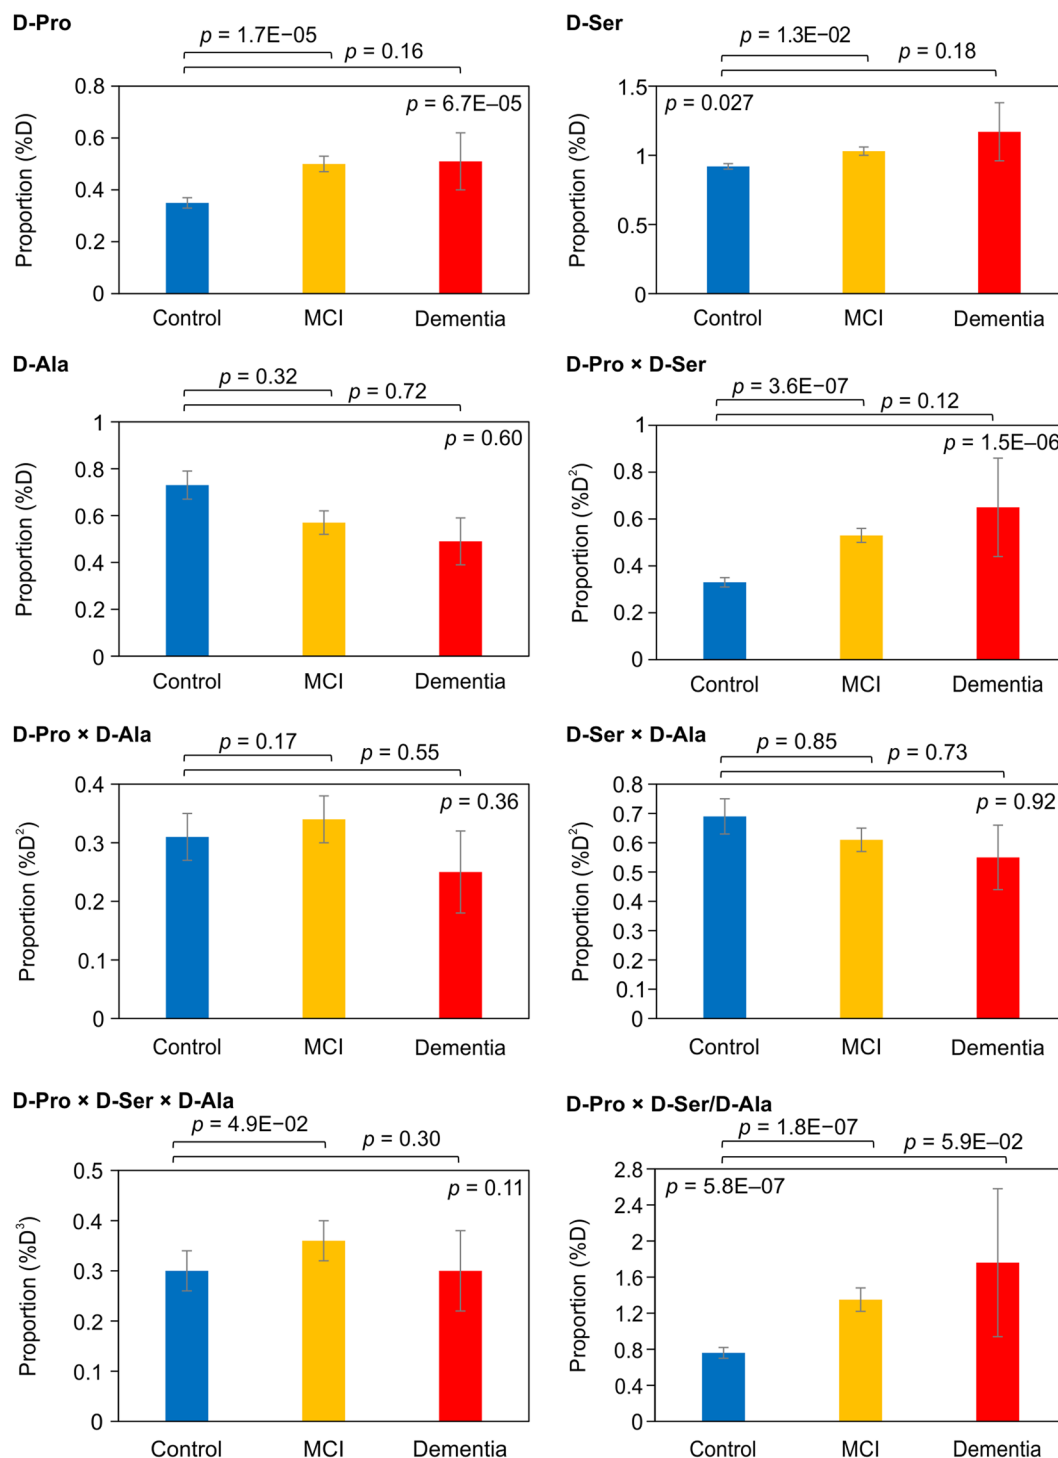 D-Pro
p = 1.7E−05
p = 0.16
p = 6.7E–05
Proportion (%D)
0.8
0.6
0.4
0.2
0
Control MCI Dementia
D-Ser
p = 1.3E−02
p = 0.18
p = 0.027
Proportion (%D)
1.5
1
0.5
0
Control MCI Dementia
D-Ala
p = 0.32
p = 0.72
p = 0.60
Proportion (%D)
1
0.8
0.6
0.4
0.2
0
Control MCI Dementia
D-Pro × D-Ser
p = 3.6E−07
p = 0.12
p = 1.5E–06
Proportion (%D²)
1
0.8
0.6
0.4
0.2
0
Control MCI Dementia
D-Pro × D-Ala
p = 0.17
p = 0.55
p = 0.36
Proportion (%D²)
0.4
0.3
0.2
0.1
0
Control MCI Dementia
D-Ser × D-Ala
p = 0.85
p = 0.73
p = 0.92
Proportion (%D²)
0.8
0.7
0.6
0.5
0.4
0.3
0.2
0.1
0
Control MCI Dementia
D-Pro × D-Ser × D-Ala
p = 4.9E−02
p = 0.30
p = 0.11
Proportion (%D³)
0.5
0.4
0.3
0.2
0.1
0
Control MCI Dementia
D-Pro × D-Ser/D-Ala
p = 1.8E−07
p = 5.9E−02
p = 5.8E–07
Proportion (%D)
2.8
2.4
2
1.6
1.2
0.8
0.4
0
Control MCI Dementia